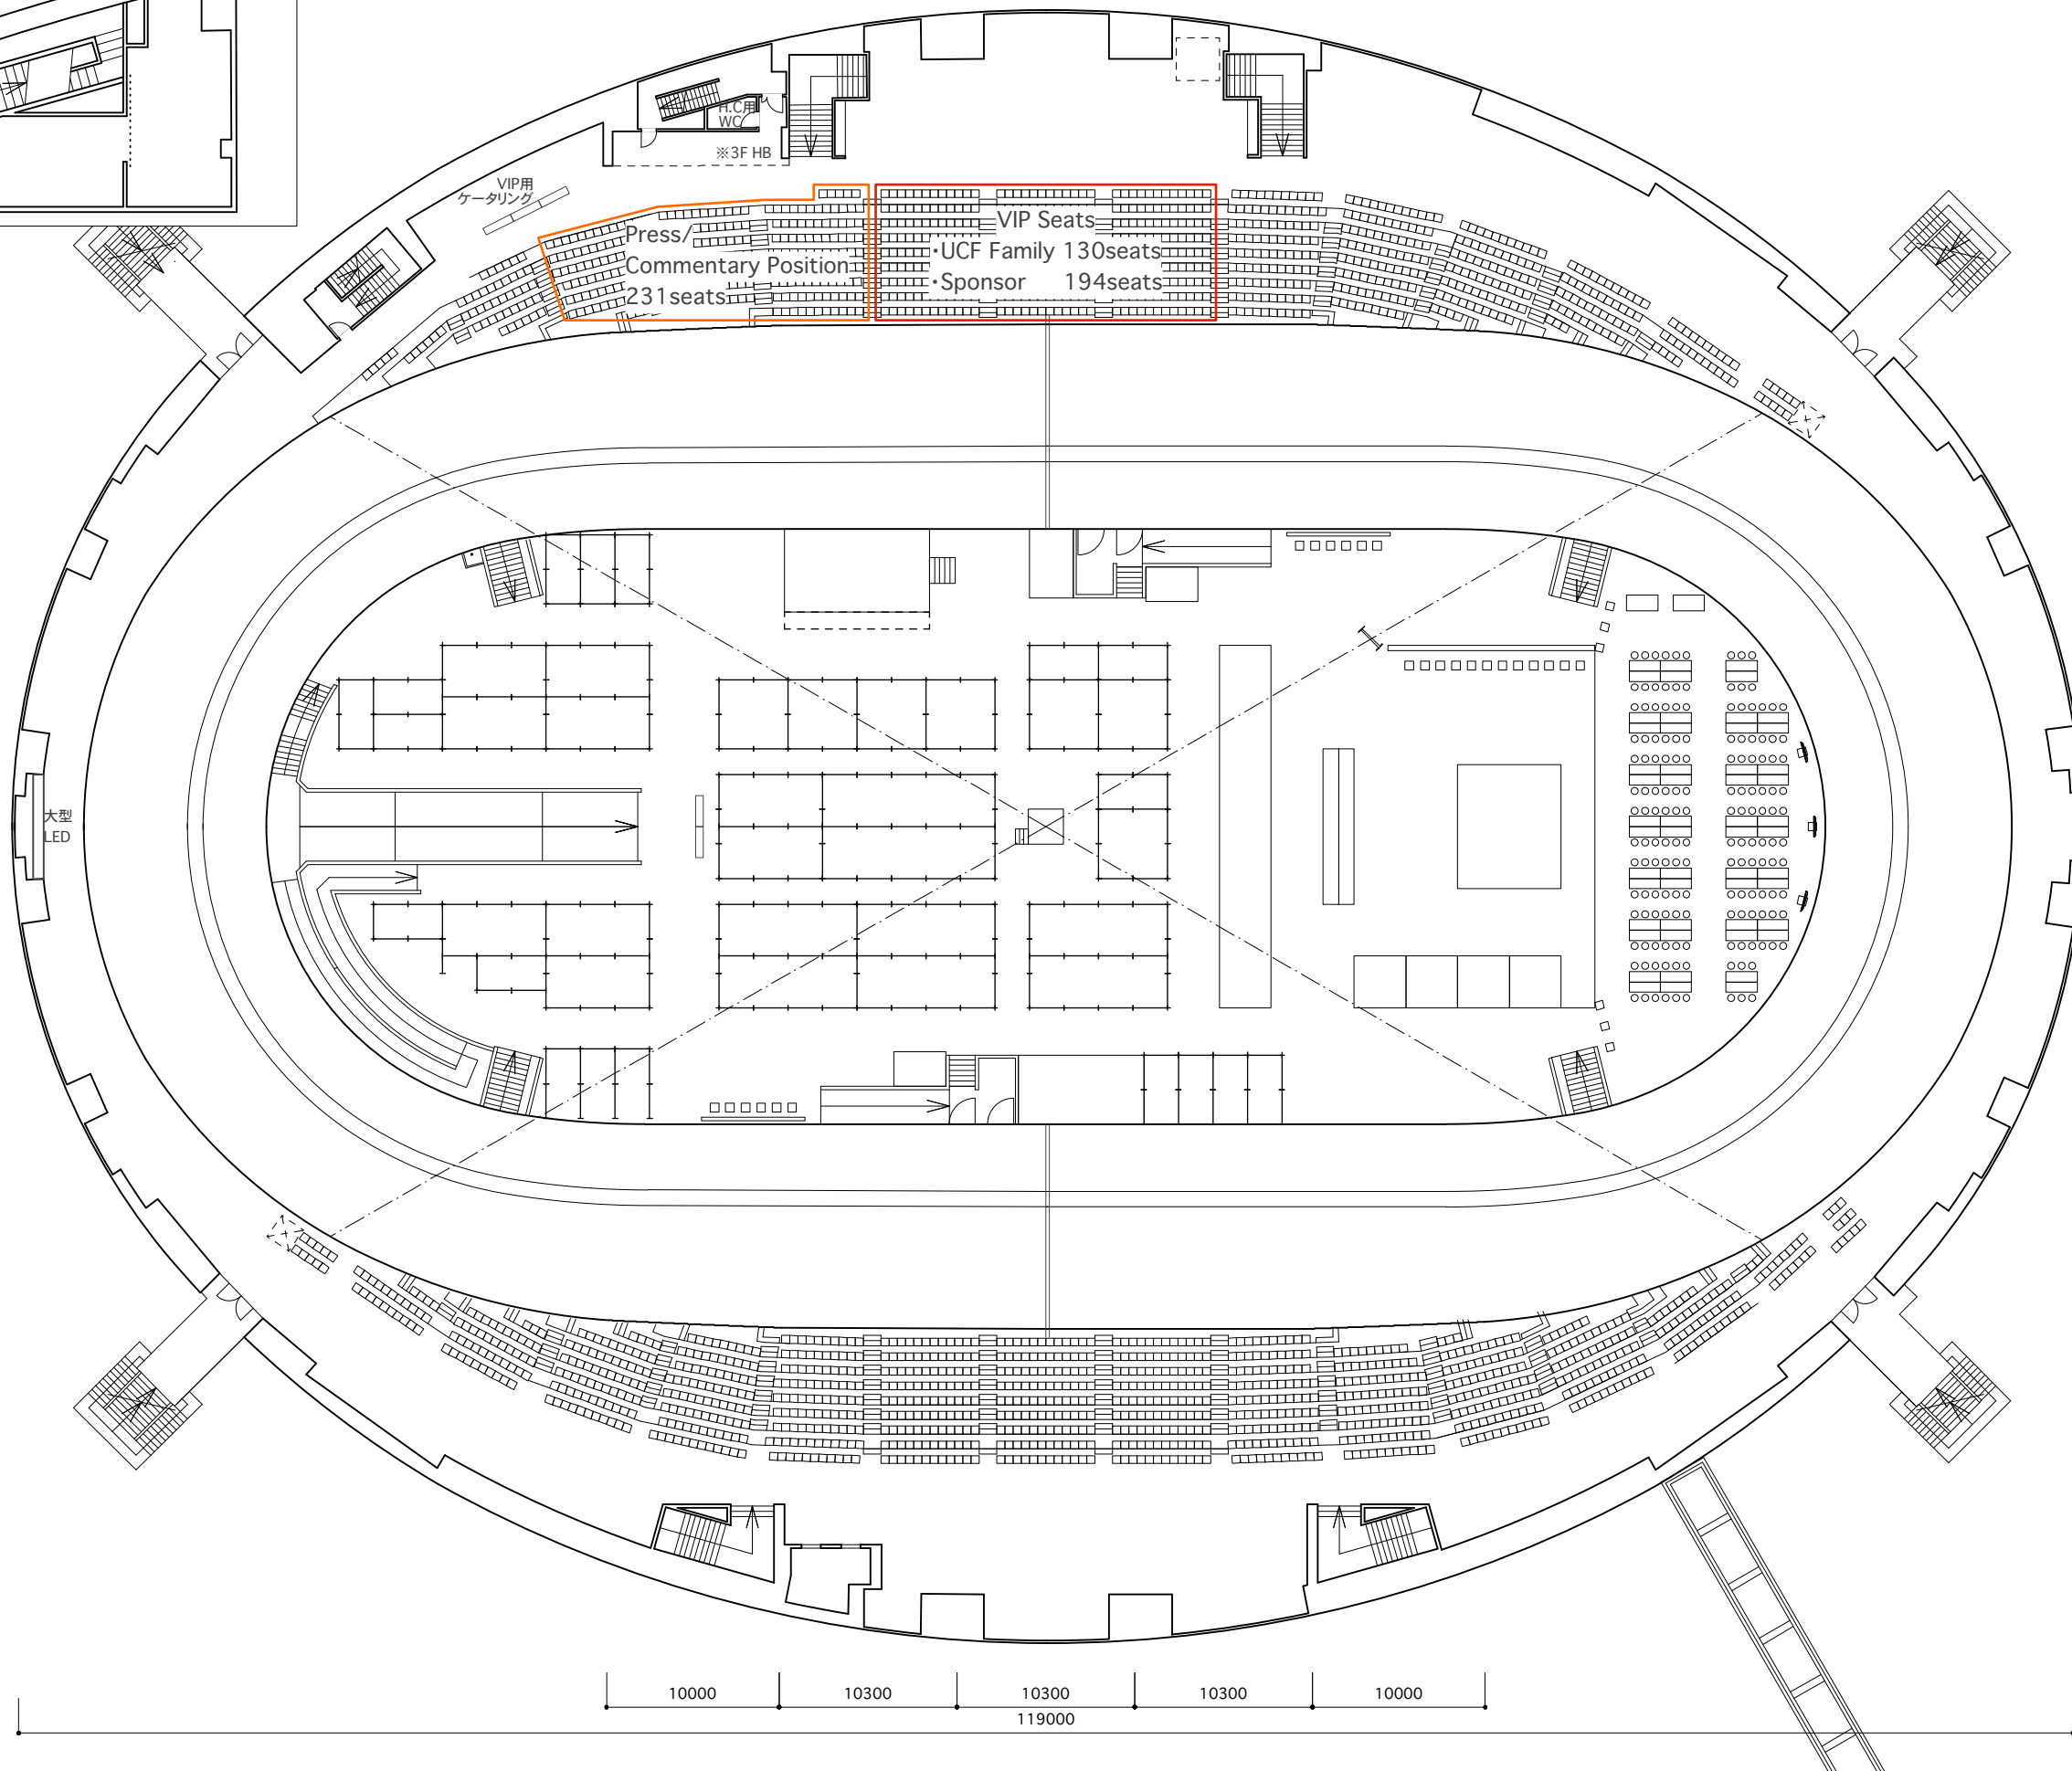 H.C用
WC
※3F HB
VIP用
ケータリング
Press/
Commentary Position
231seats
VIP Seats
・UCF Family 130seats
・Sponsor 194seats
大型
LED
10000 10300 10300 10300 10000
119000